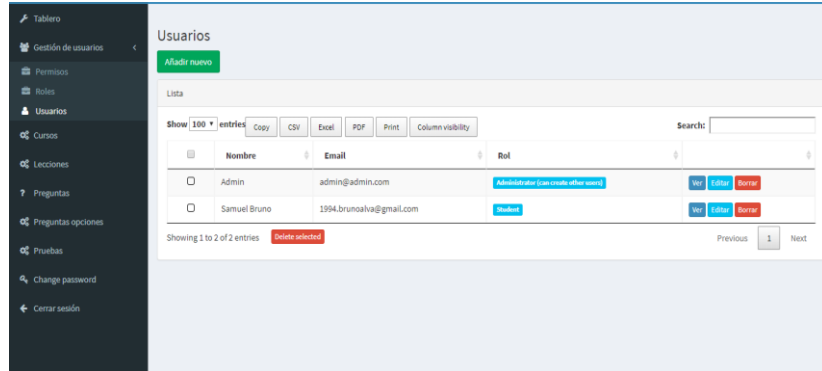 Tablero
Gestión de usuarios
Permisos
Roles
Usuarios
Cursos
Lecciones
Preguntas
Preguntas opciones
Pruebas
Change password
Cerrar sesión
Usuarios
Añadir nuevo
Lista
Show 100 entries Copy CSV Excel PDF Print Column visibility Search:
Nombre Email Rol
Admin admin@admin.com Administrator (can create other users) Ver Editar Borrar
Samuel Bruno 1994.brunoalva@gmail.com Student Ver Editar Borrar
Showing 1 to 2 of 2 entries Delete selected Previous 1 Next